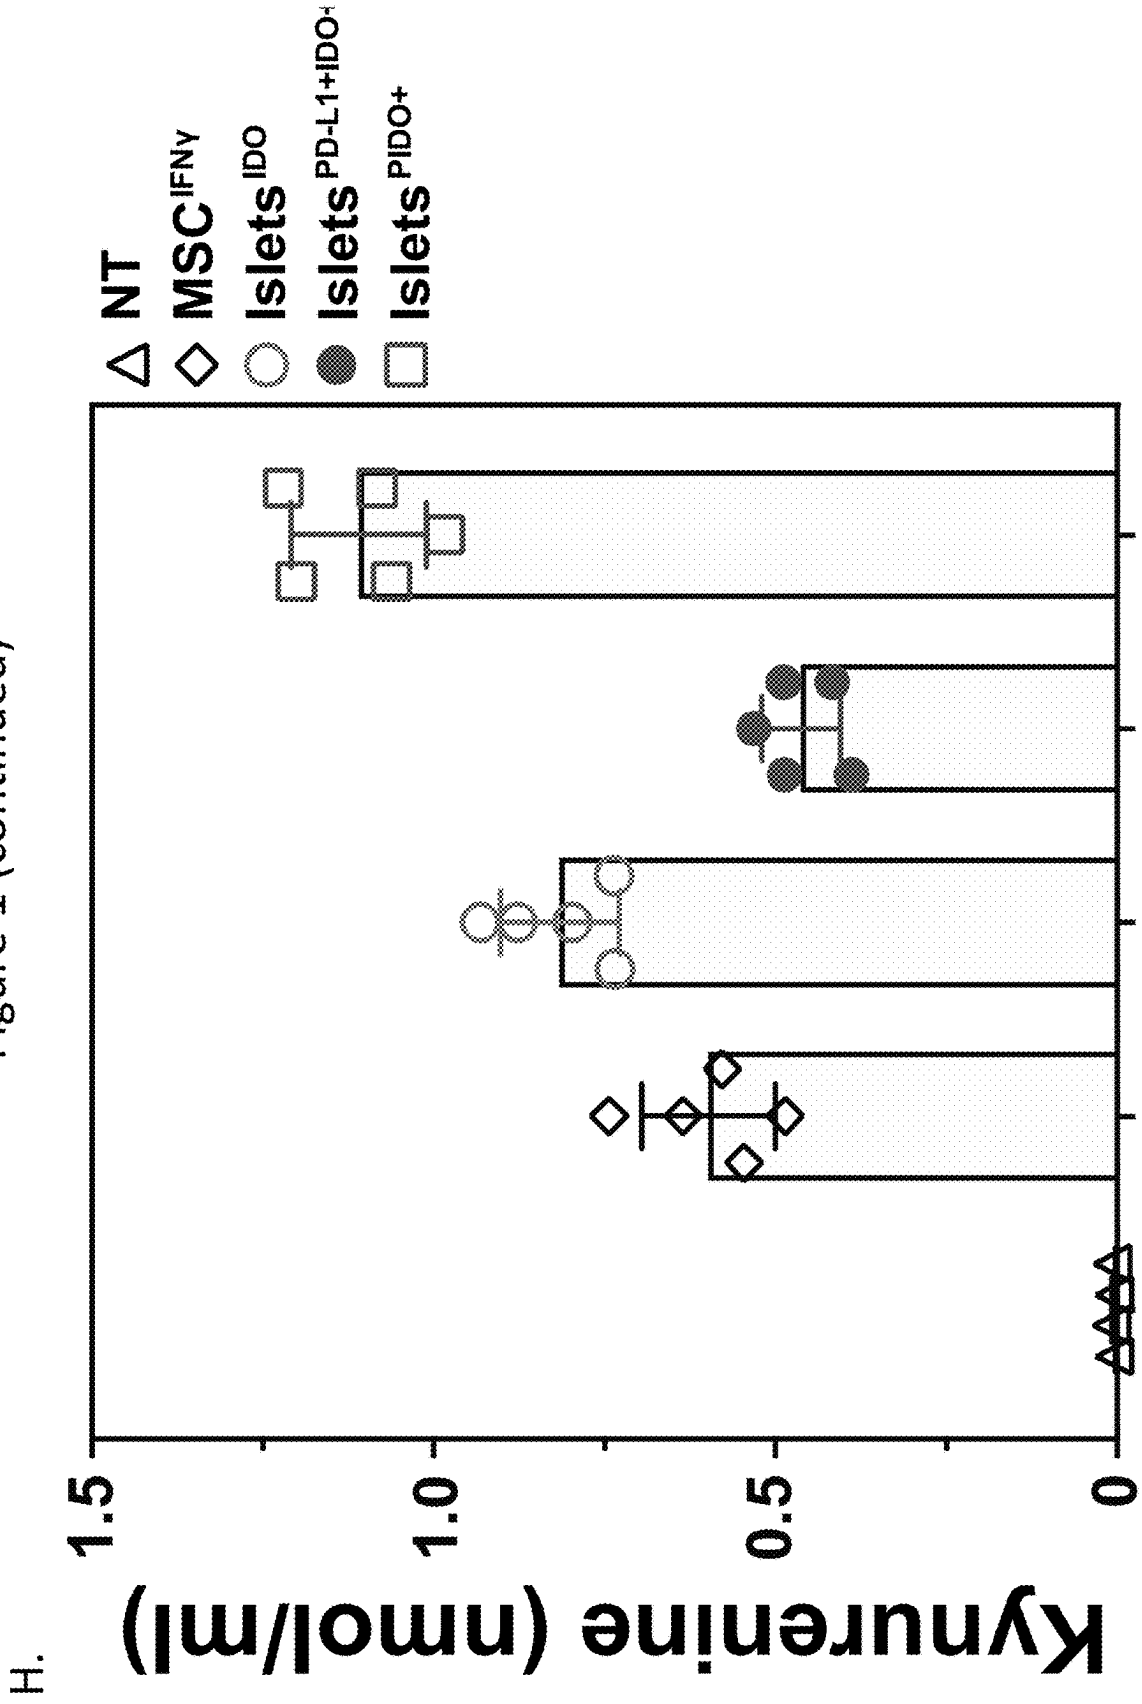 Figure 1 (continued)
H.
Kynurenine (nmol/ml)
1.5
1.0
0.5
0
NT
MSC^IFNγ
Islets^IDO
Islets^PD-L1+IDO+
Islets^PIDO+